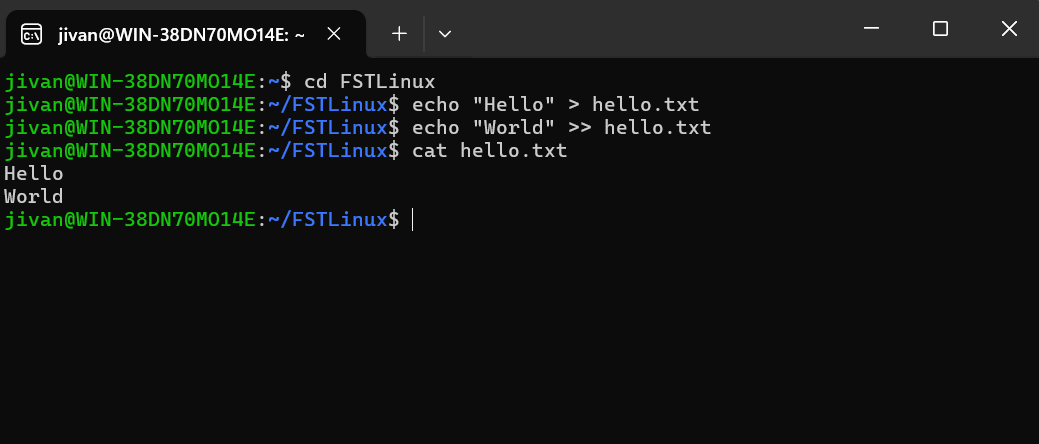 jivan@WIN-38DN70MO14E: ~
jivan@WIN-38DN70MO14E:~$ cd FSTLinux
jivan@WIN-38DN70MO14E:~/FSTLinux$ echo "Hello" > hello.txt
jivan@WIN-38DN70MO14E:~/FSTLinux$ echo "World" >> hello.txt
jivan@WIN-38DN70MO14E:~/FSTLinux$ cat hello.txt
Hello
World
jivan@WIN-38DN70MO14E:~/FSTLinux$